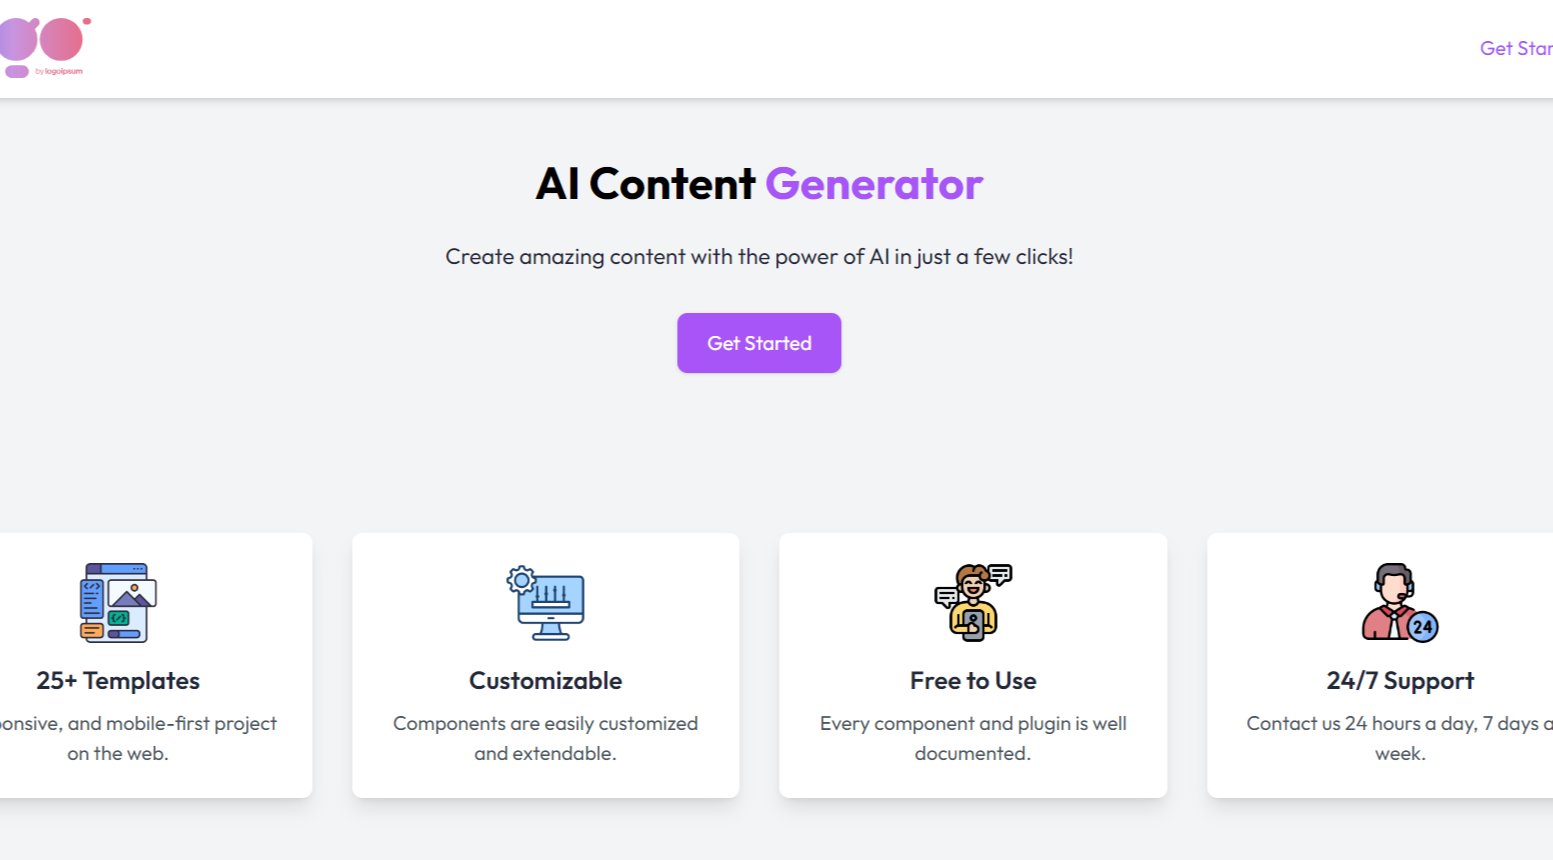 go
by logoipsum
Get Star
AI Content Generator
Create amazing content with the power of AI in just a few clicks!
Get Started
25+ Templates
onsive, and mobile-first project
on the web.
Customizable
Components are easily customized
and extendable.
Free to Use
Every component and plugin is well
documented.
24
24/7 Support
Contact us 24 hours a day, 7 days a
week.